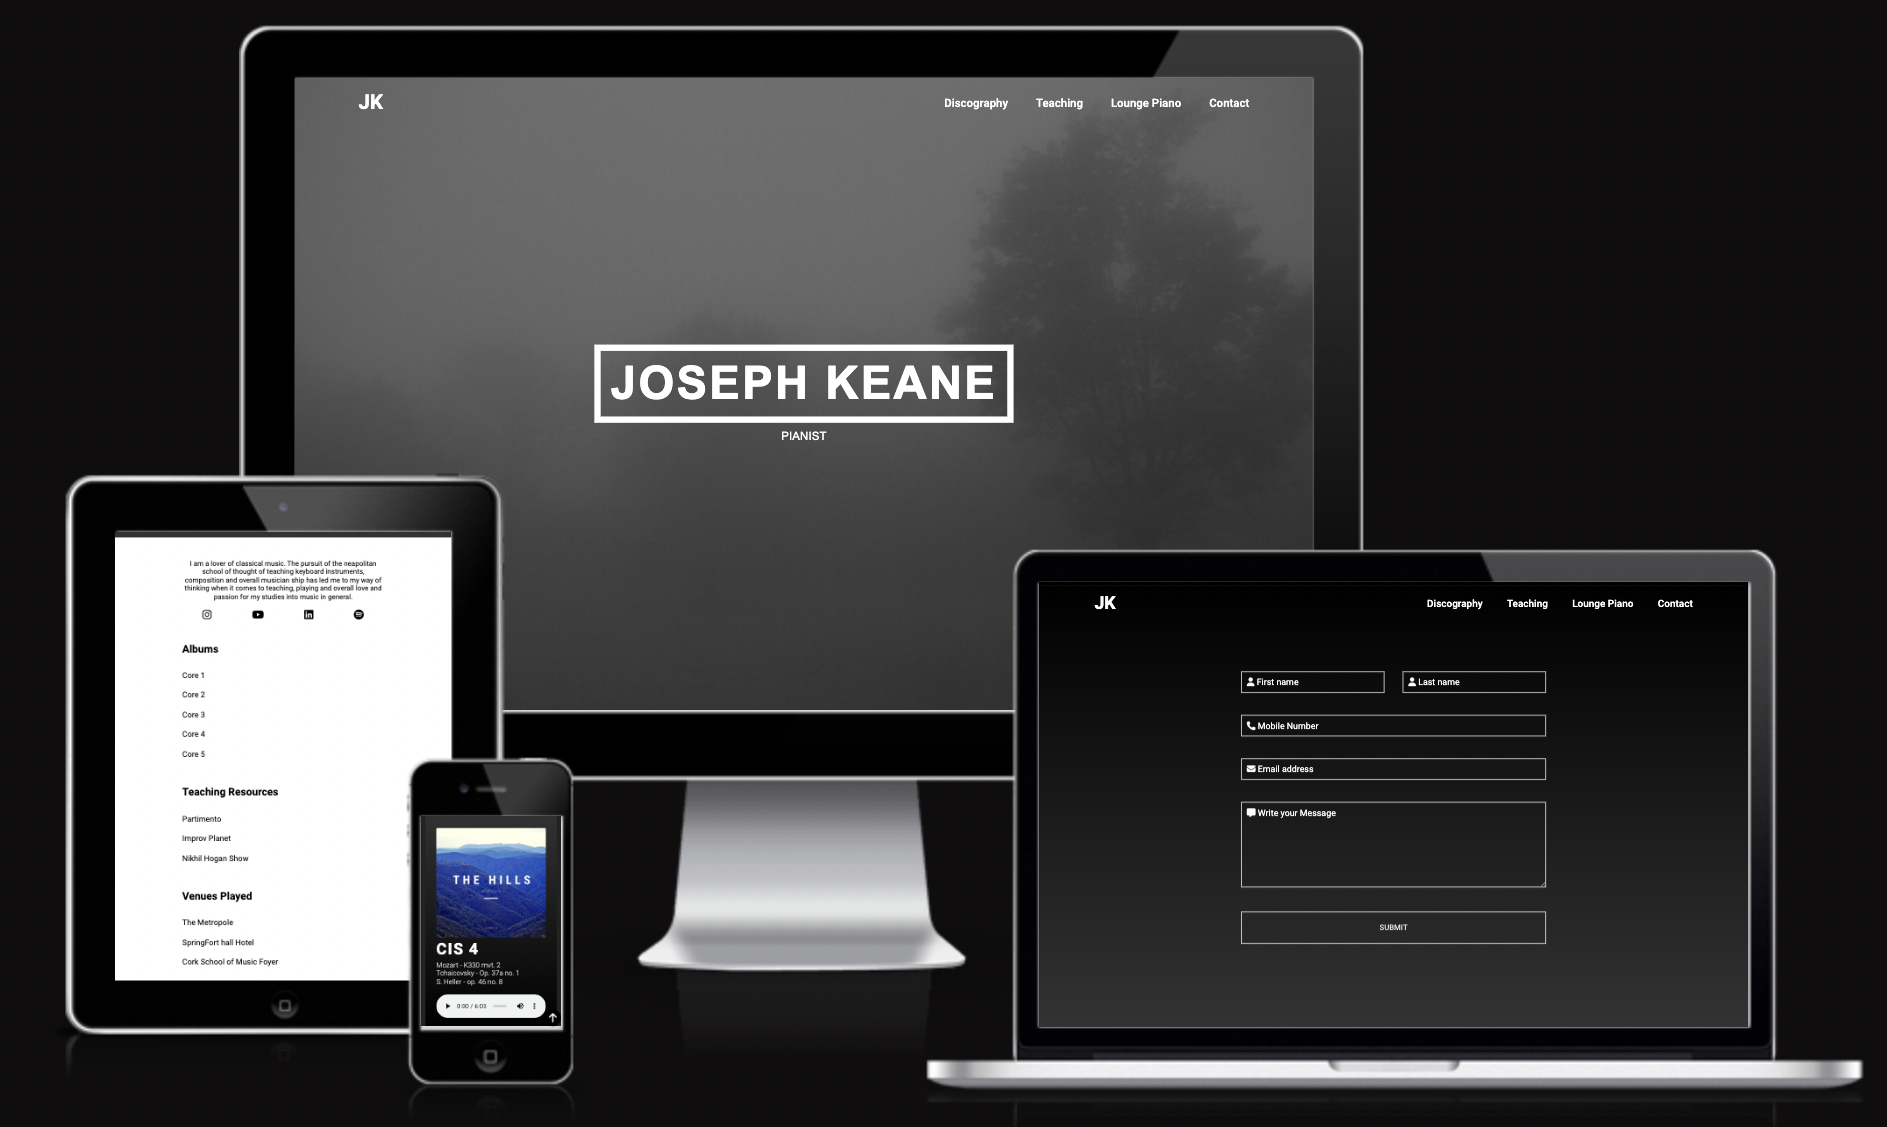 JK
Discography Teaching Lounge Piano Contact
JOSEPH KEANE
PIANIST
I am a lover of classical music. The pursuit of the neapolitan
school of thought of teaching keyboard instruments,
composition and overall musician ship has led me to my way of
thinking when it comes to teaching, playing and overall love and
passion for my studies into music in general.
Albums
Core 1
Core 2
Core 3
Core 4
Core 5
Teaching Resources
Partimento
Improv Planet
Nikhil Hogan Show
Venues Played
The Metropole
SpringFort hall Hotel
Cork School of Music Foyer
THE HILLS
CIS 4
Mozart - K330 mvt. 2
Tchaicovsky - Op. 37a no. 1
S. Heller - op. 46 no. 8
0:00 / 6:03
JK
Discography Teaching Lounge Piano Contact
First name Last name
Mobile Number
Email address
Write your Message
SUBMIT